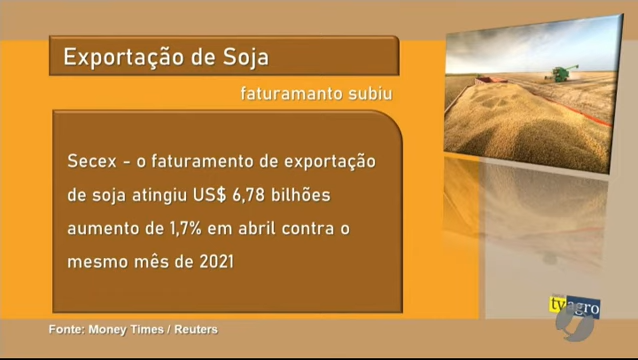 Exportação de Soja
faturamanto subiu
Secex - o faturamento de exportação
de soja atingiu US$ 6,78 bilhões
aumento de 1,7% em abril contra o
mesmo mês de 2021
tvagro
Fonte: Money Times / Reuters